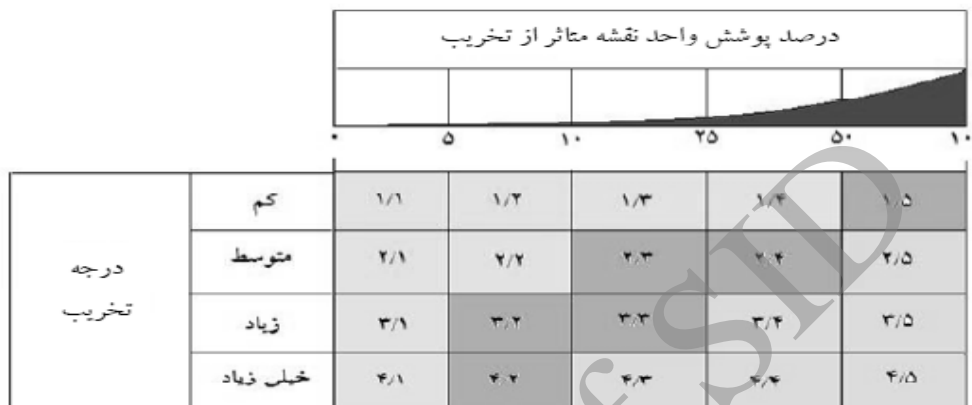 درصد پوشش واحد نقشه متاثر از تخریب
۰ ۵ ۱۰ ۲۵ ۵۰ ۱۰
کم ۱/۱ ۱/۲ ۱/۳ ۱/۴ ۱/۵
متوسط ۲/۱ ۲/۲ ۲/۳ ۲/۴ ۲/۵
درجه
تخریب
زیاد ۳/۱ ۳/۲ ۳/۳ ۳/۴ ۳/۵
خیلی زیاد ۴/۱ ۴/۲ ۴/۳ ۴/۴ ۴/۵
f SID